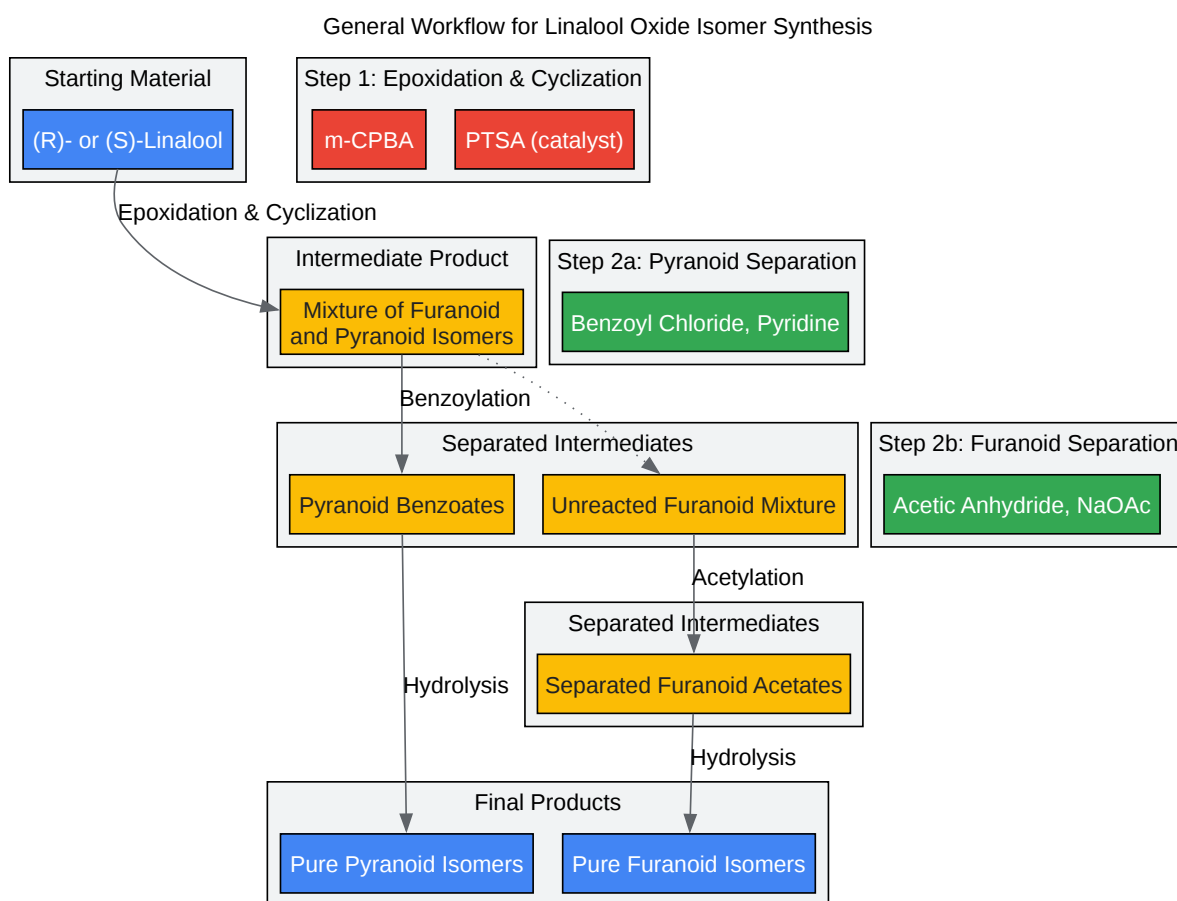 General Workflow for Linalool Oxide Isomer Synthesis
Starting Material
(R)- or (S)-Linalool
Step 1: Epoxidation & Cyclization
m-CPBA
PTSA (catalyst)
Epoxidation & Cyclization
Intermediate Product
Mixture of Furanoid
and Pyranoid Isomers
Step 2a: Pyranoid Separation
Benzoyl Chloride, Pyridine
Benzoylation
Separated Intermediates
Pyranoid Benzoates
Unreacted Furanoid Mixture
Step 2b: Furanoid Separation
Acetic Anhydride, NaOAc
Acetylation
Separated Intermediates
Separated Furanoid Acetates
Hydrolysis
Hydrolysis
Final Products
Pure Pyranoid Isomers
Pure Furanoid Isomers